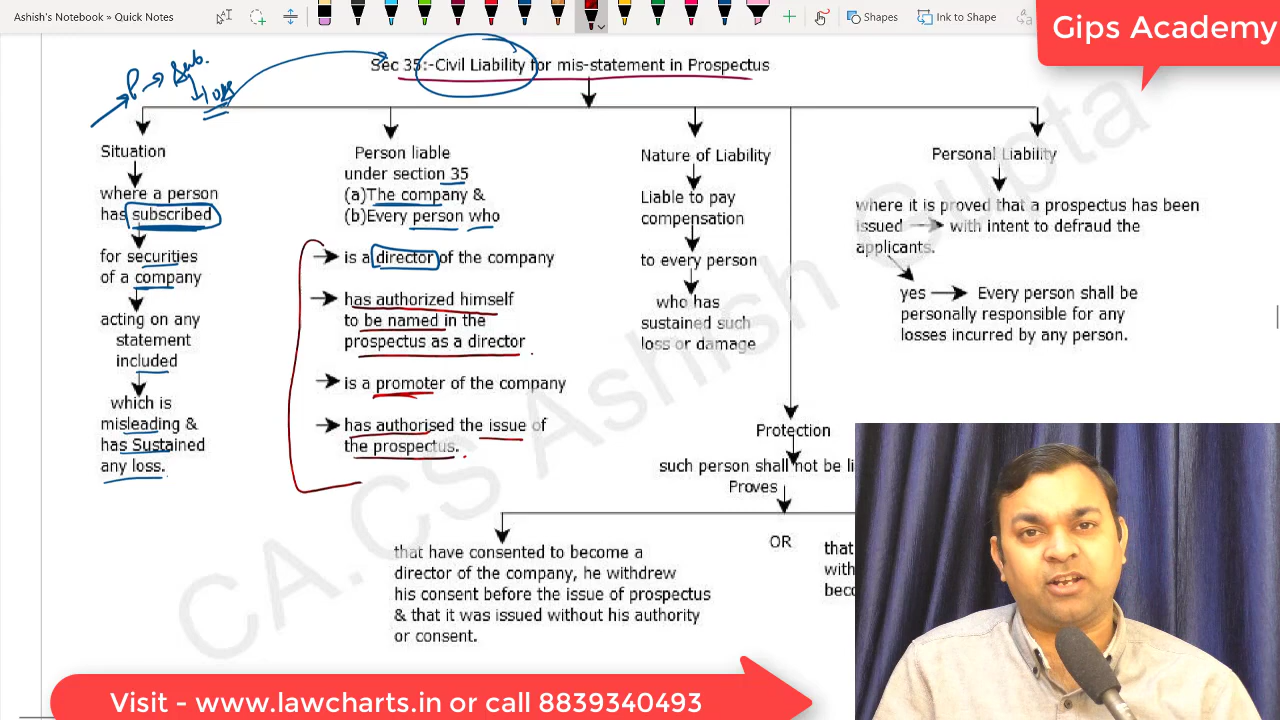 Ashish's Notebook » Quick Notes
Shapes
Ink to Shape
Gips Academy
Sec 35:-Civil Liability for mis-statement in Prospectus
P → Sub.
↓ loss
Situation
where a person
has subscribed
for securities
of a company
acting on any
statement
included
which is
misleading &
has Sustained
any loss.
Person liable
under section 35
(a)The company &
(b)Every person who
is a director of the company
has authorized himself
to be named in the
prospectus as a director
is a promoter of the company
has authorised the issue of
the prospectus.
Nature of Liability
Liable to pay
compensation
to every person
who has
sustained such
loss or damage
Personal Liability
where it is proved that a prospectus has been
issued → with intent to defraud the
applicants.
yes → Every person shall be
personally responsible for any
losses incurred by any person.
Protection
such person shall not be li
Proves
OR
that have consented to become a
director of the company, he withdrew
his consent before the issue of prospectus
& that it was issued without his authority
or consent.
that
with
beco
CA.CS Ashish Gupta
Visit - www.lawcharts.in or call 8839340493